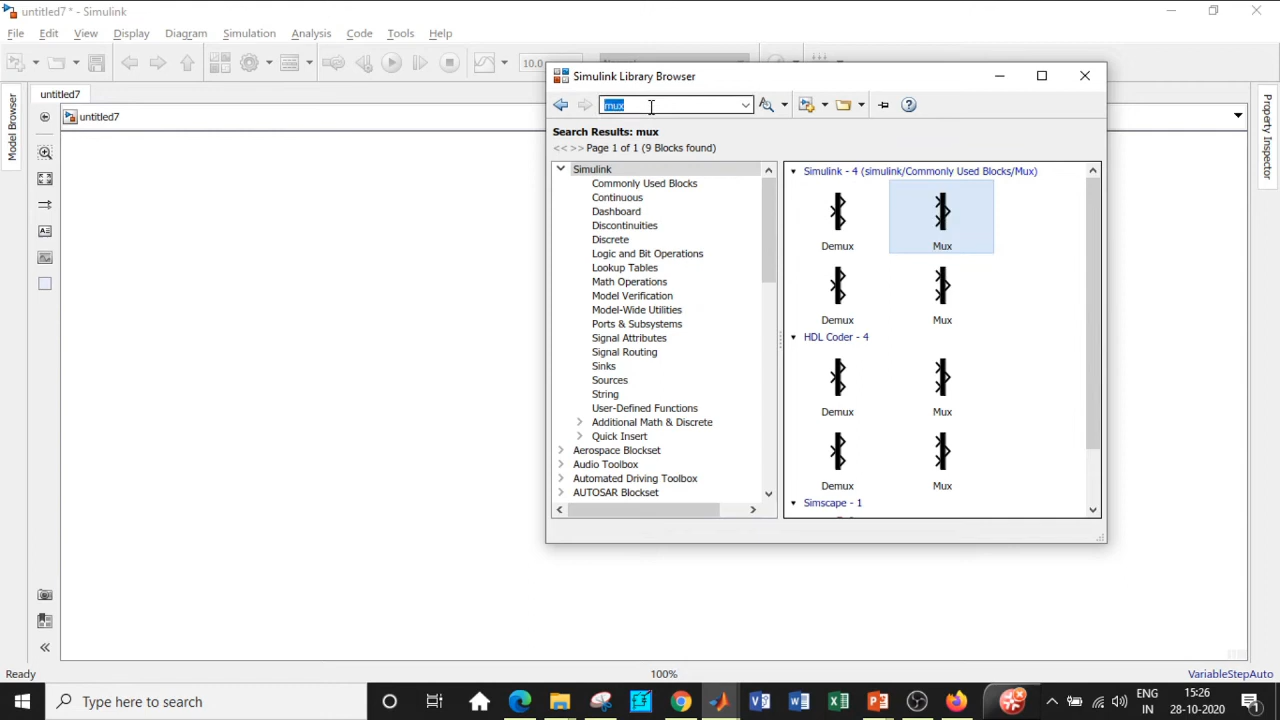 untitled7 * - Simulink
File Edit View Display Diagram Simulation Analysis Code Tools Help
10.0
untitled7
untitled7
Model Browser
Property Inspector
Simulink Library Browser
mux
Search Results: mux
<< >> Page 1 of 1 (9 Blocks found)
Simulink
Commonly Used Blocks
Continuous
Dashboard
Discontinuities
Discrete
Logic and Bit Operations
Lookup Tables
Math Operations
Model Verification
Model-Wide Utilities
Ports & Subsystems
Signal Attributes
Signal Routing
Sinks
Sources
String
User-Defined Functions
Additional Math & Discrete
Quick Insert
Aerospace Blockset
Audio Toolbox
Automated Driving Toolbox
AUTOSAR Blockset
Simulink - 4 (simulink/Commonly Used Blocks/Mux)
Demux Mux
Demux Mux
HDL Coder - 4
Demux Mux
Demux Mux
Simscape - 1
Ready 100% VariableStepAuto
Type here to search
ENG
IN
15:26
28-10-2020
1